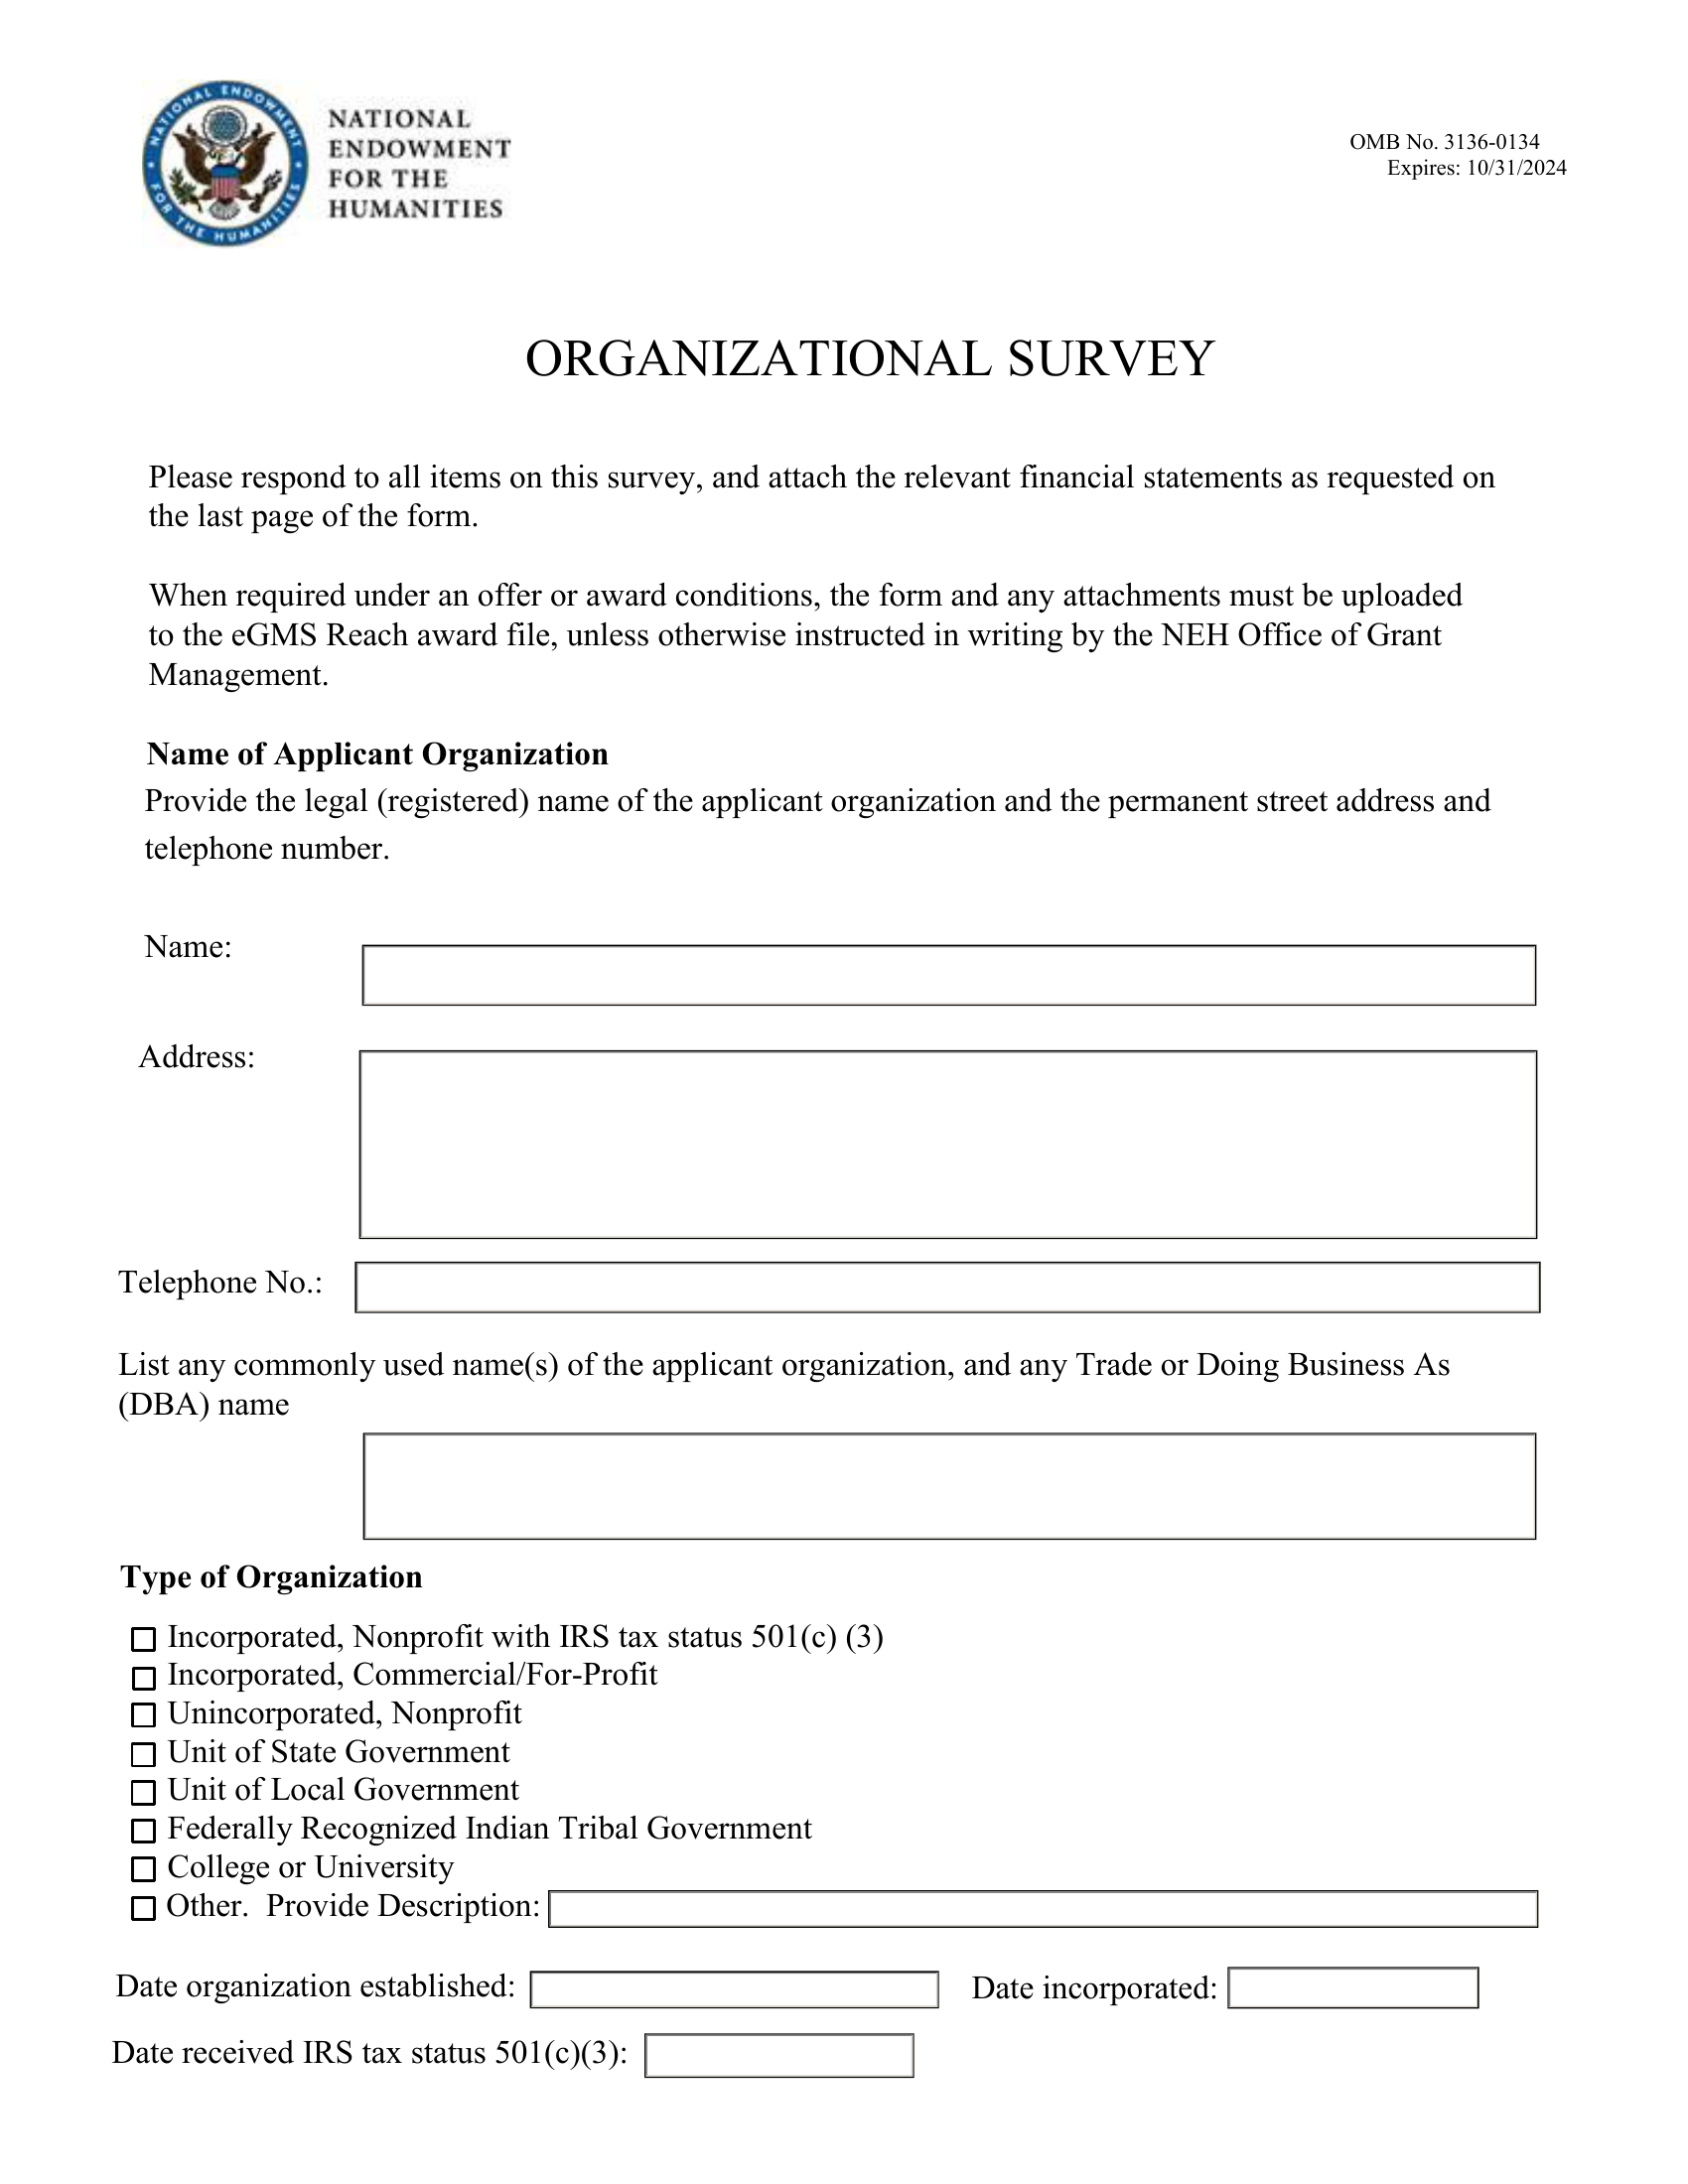 NATIONAL ENDOWMENT FOR THE HUMANITIES
NATIONAL
ENDOWMENT
FOR THE
HUMANITIES
OMB No. 3136-0134
Expires: 10/31/2024
ORGANIZATIONAL SURVEY
Please respond to all items on this survey, and attach the relevant financial statements as requested on
the last page of the form.
When required under an offer or award conditions, the form and any attachments must be uploaded
to the eGMS Reach award file, unless otherwise instructed in writing by the NEH Office of Grant
Management.
Name of Applicant Organization
Provide the legal (registered) name of the applicant organization and the permanent street address and
telephone number.
Name:
Address:
Telephone No.:
List any commonly used name(s) of the applicant organization, and any Trade or Doing Business As
(DBA) name
Type of Organization
Incorporated, Nonprofit with IRS tax status 501(c) (3)
Incorporated, Commercial/For-Profit
Unincorporated, Nonprofit
Unit of State Government
Unit of Local Government
Federally Recognized Indian Tribal Government
College or University
Other. Provide Description:
Date organization established: Date incorporated:
Date received IRS tax status 501(c)(3):